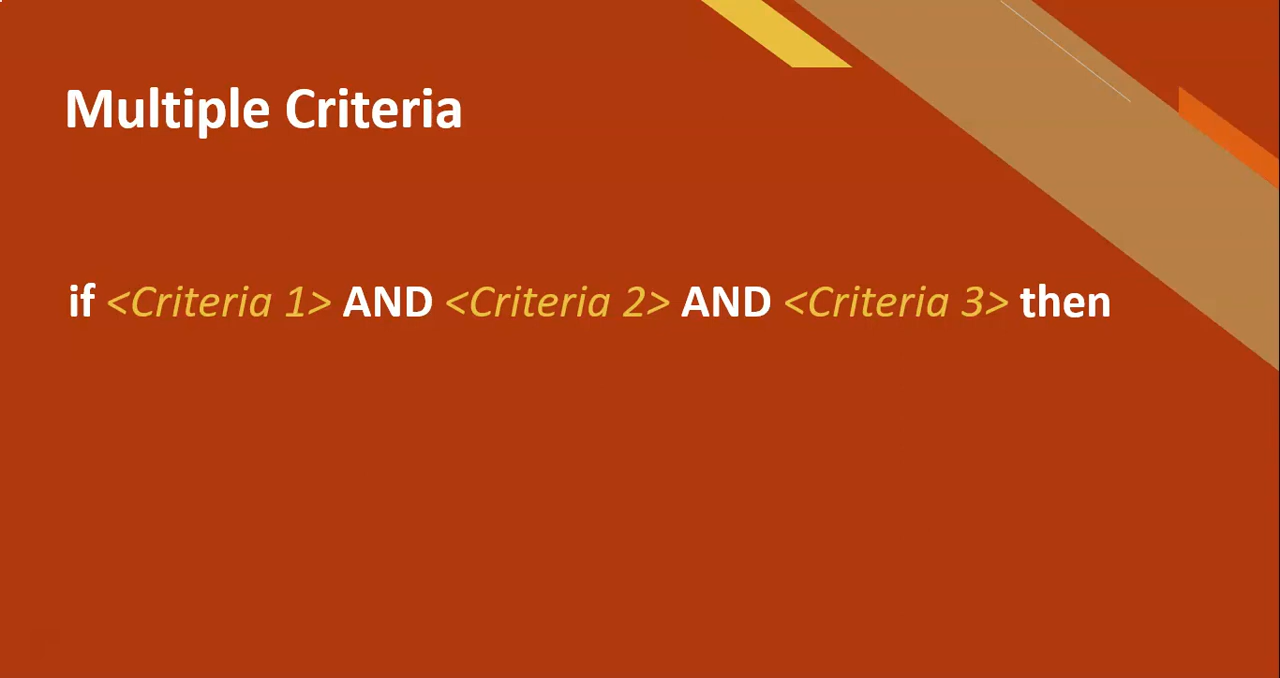 Multiple Criteria
if <Criteria 1> AND <Criteria 2> AND <Criteria 3> then